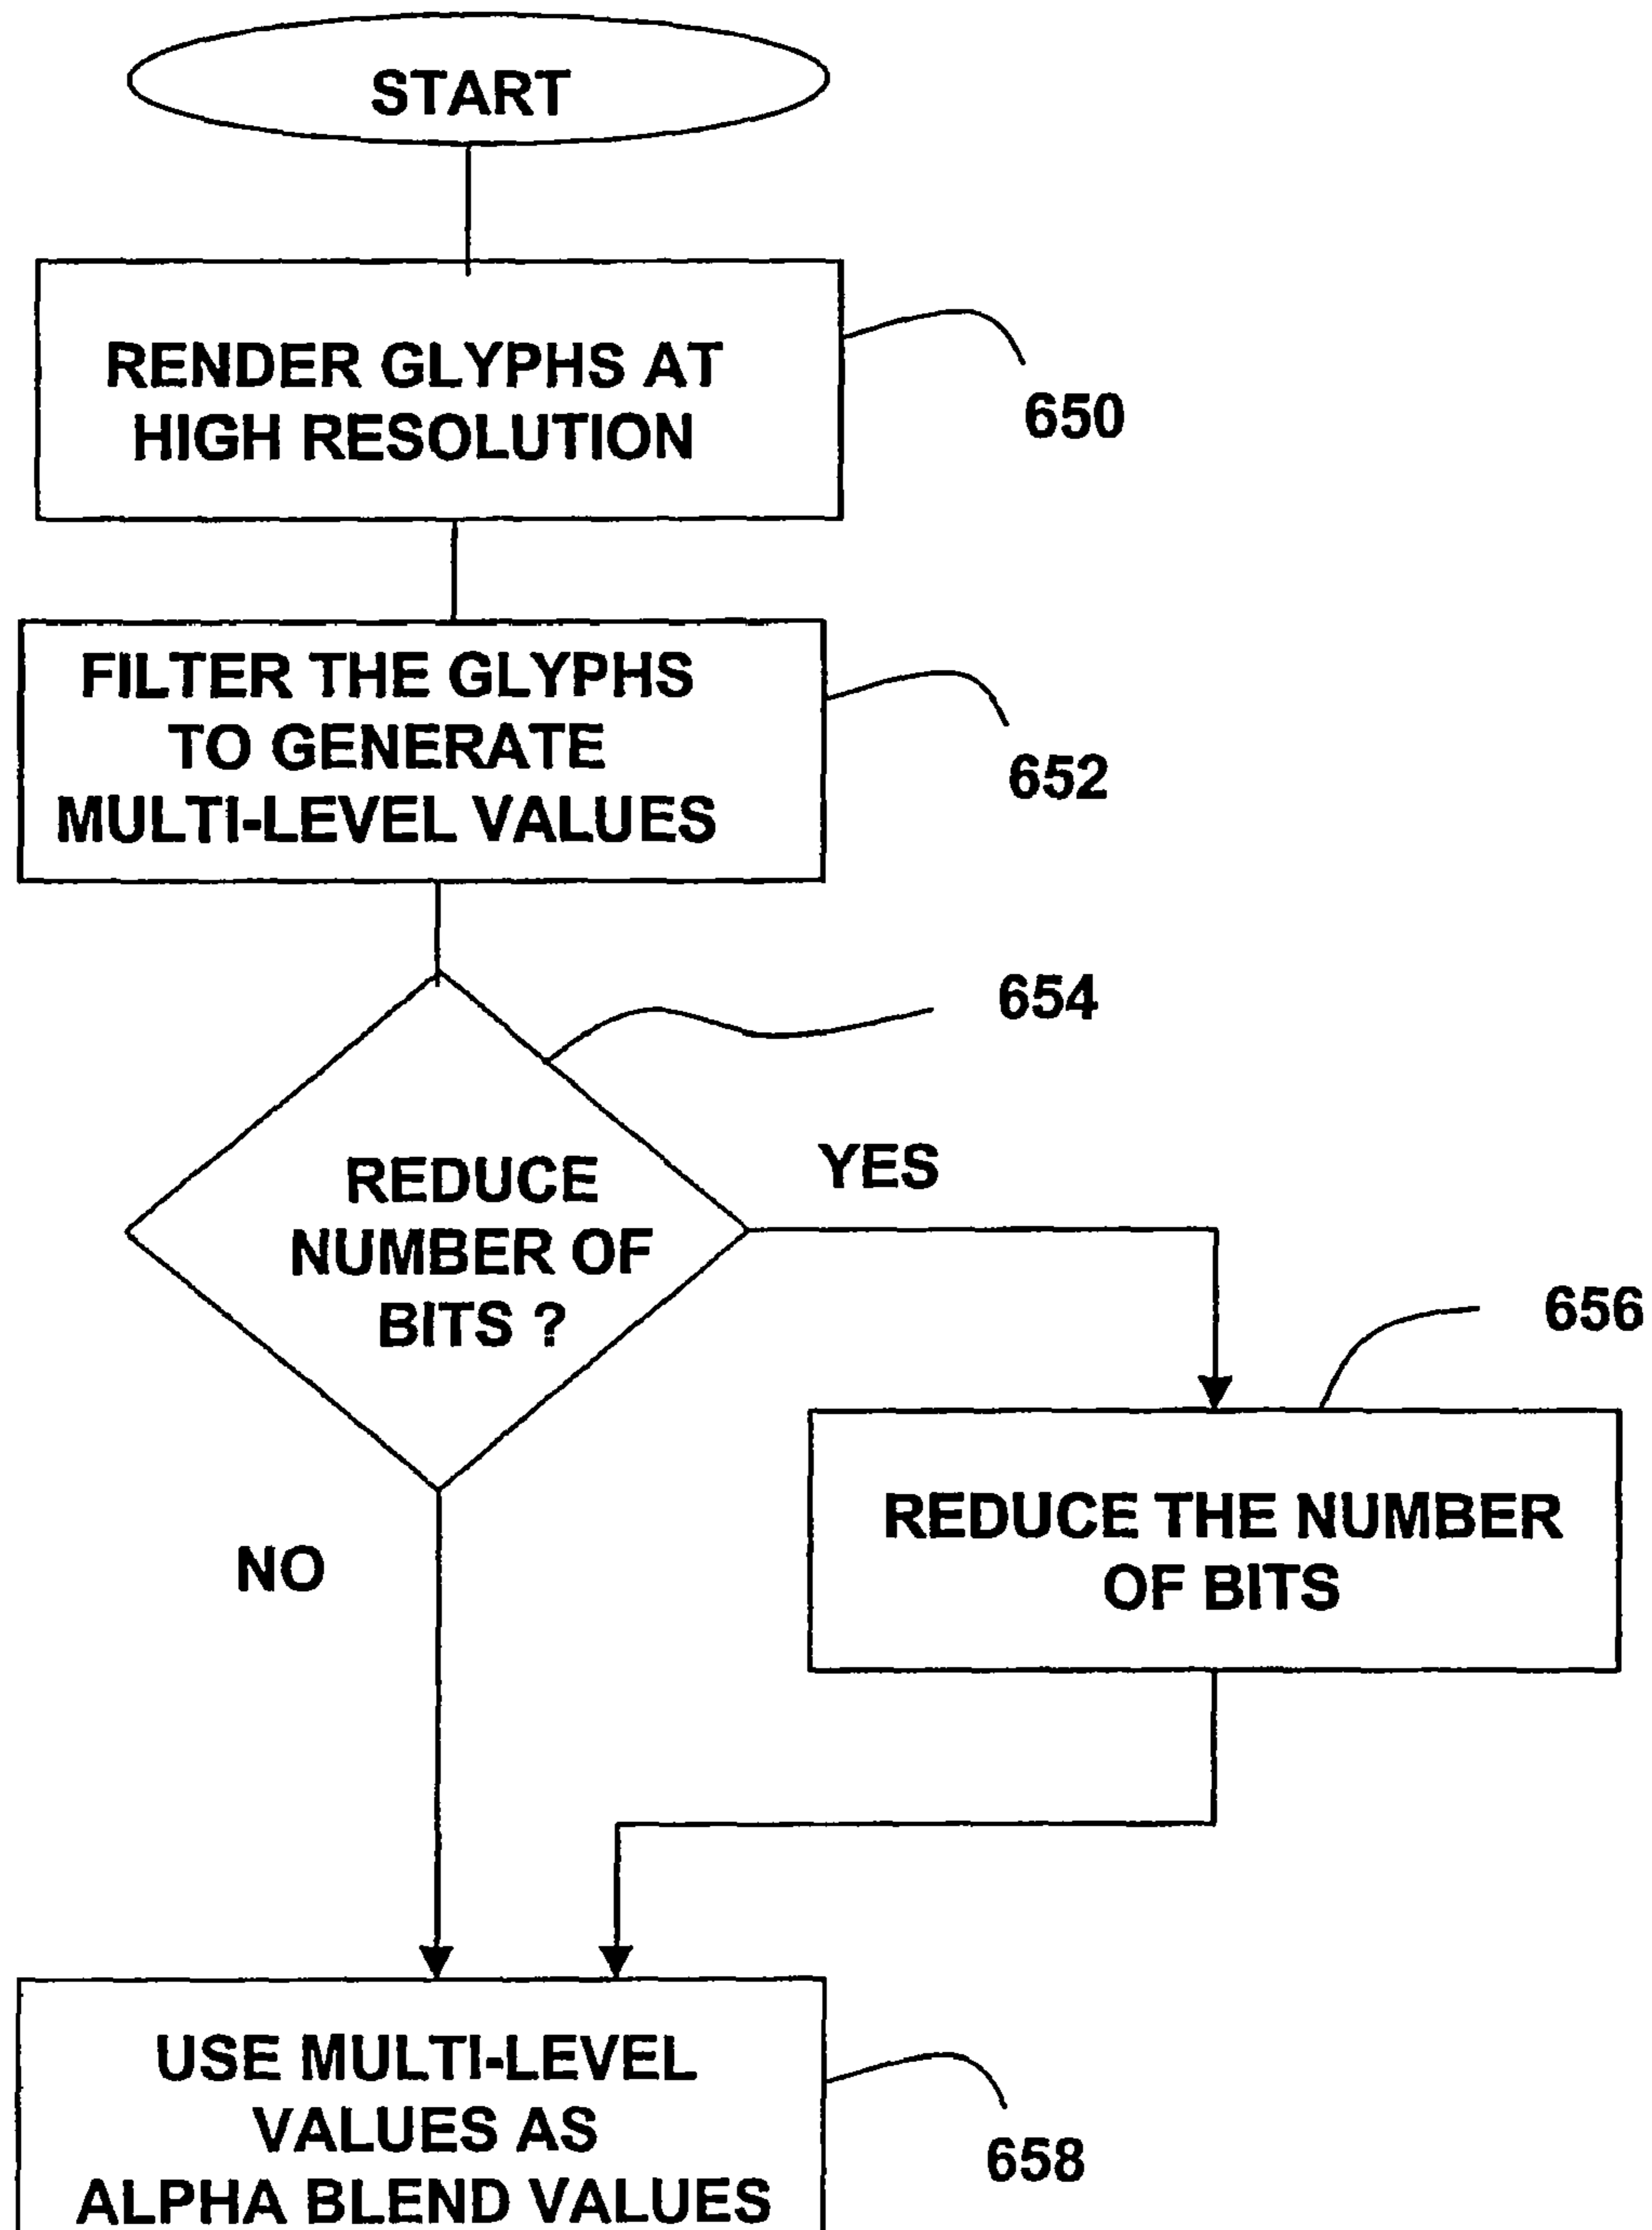 START
RENDER GLYPHS AT
HIGH RESOLUTION
650
FILTER THE GLYPHS
TO GENERATE
MULTI-LEVEL VALUES
652
654
REDUCE
NUMBER OF
BITS ?
YES
656
REDUCE THE NUMBER
OF BITS
NO
USE MULTI-LEVEL
VALUES AS
ALPHA BLEND VALUES
658